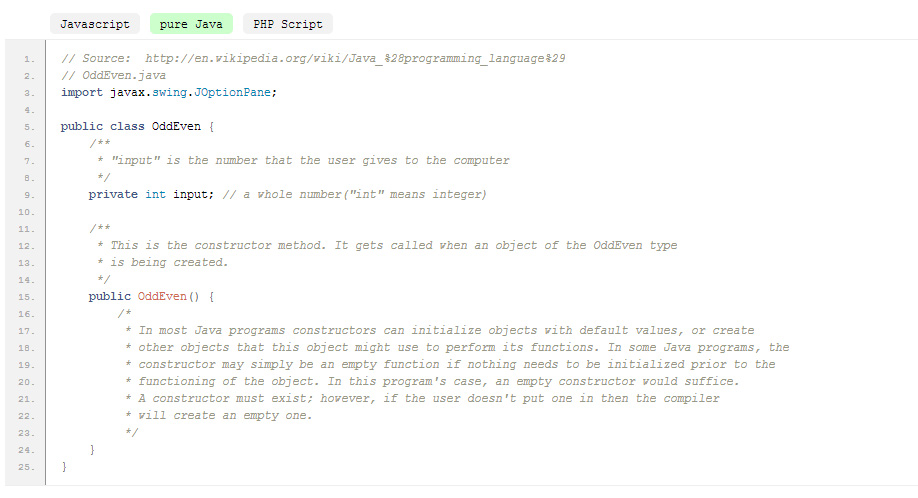 Javascript pure Java PHP Script
1. // Source:  http://en.wikipedia.org/wiki/Java_%28programming_language%29
2. // OddEven.java
3. import javax.swing.JOptionPane;
4.
5. public class OddEven {
6.     /**
7.      * "input" is the number that the user gives to the computer
8.      */
9.     private int input; // a whole number("int" means integer)
10.
11.     /**
12.      * This is the constructor method. It gets called when an object of the OddEven type
13.      * is being created.
14.      */
15.     public OddEven() {
16.         /*
17.          * In most Java programs constructors can initialize objects with default values, or create
18.          * other objects that this object might use to perform its functions. In some Java programs, the
19.          * constructor may simply be an empty function if nothing needs to be initialized prior to the
20.          * functioning of the object. In this program's case, an empty constructor would suffice.
21.          * A constructor must exist; however, if the user doesn't put one in then the compiler
22.          * will create an empty one.
23.          */
24.     }
25. }